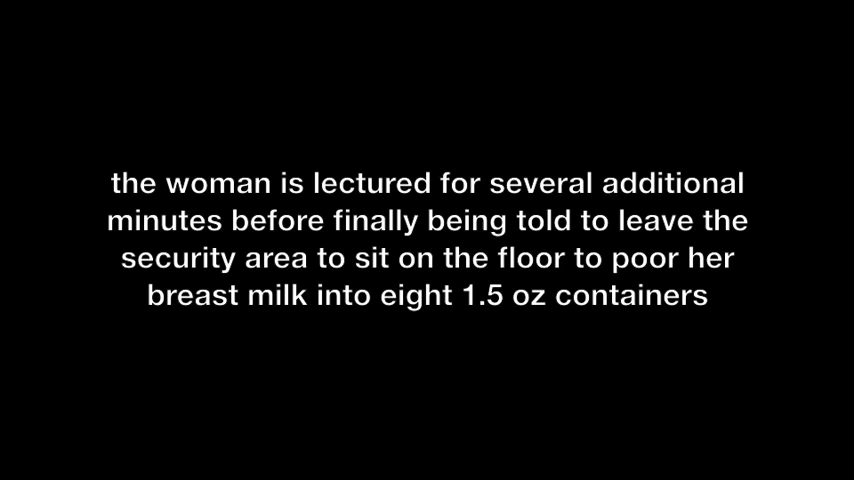 the woman is lectured for several additional
minutes before finally being told to leave the
security area to sit on the floor to poor her
breast milk into eight 1.5 oz containers